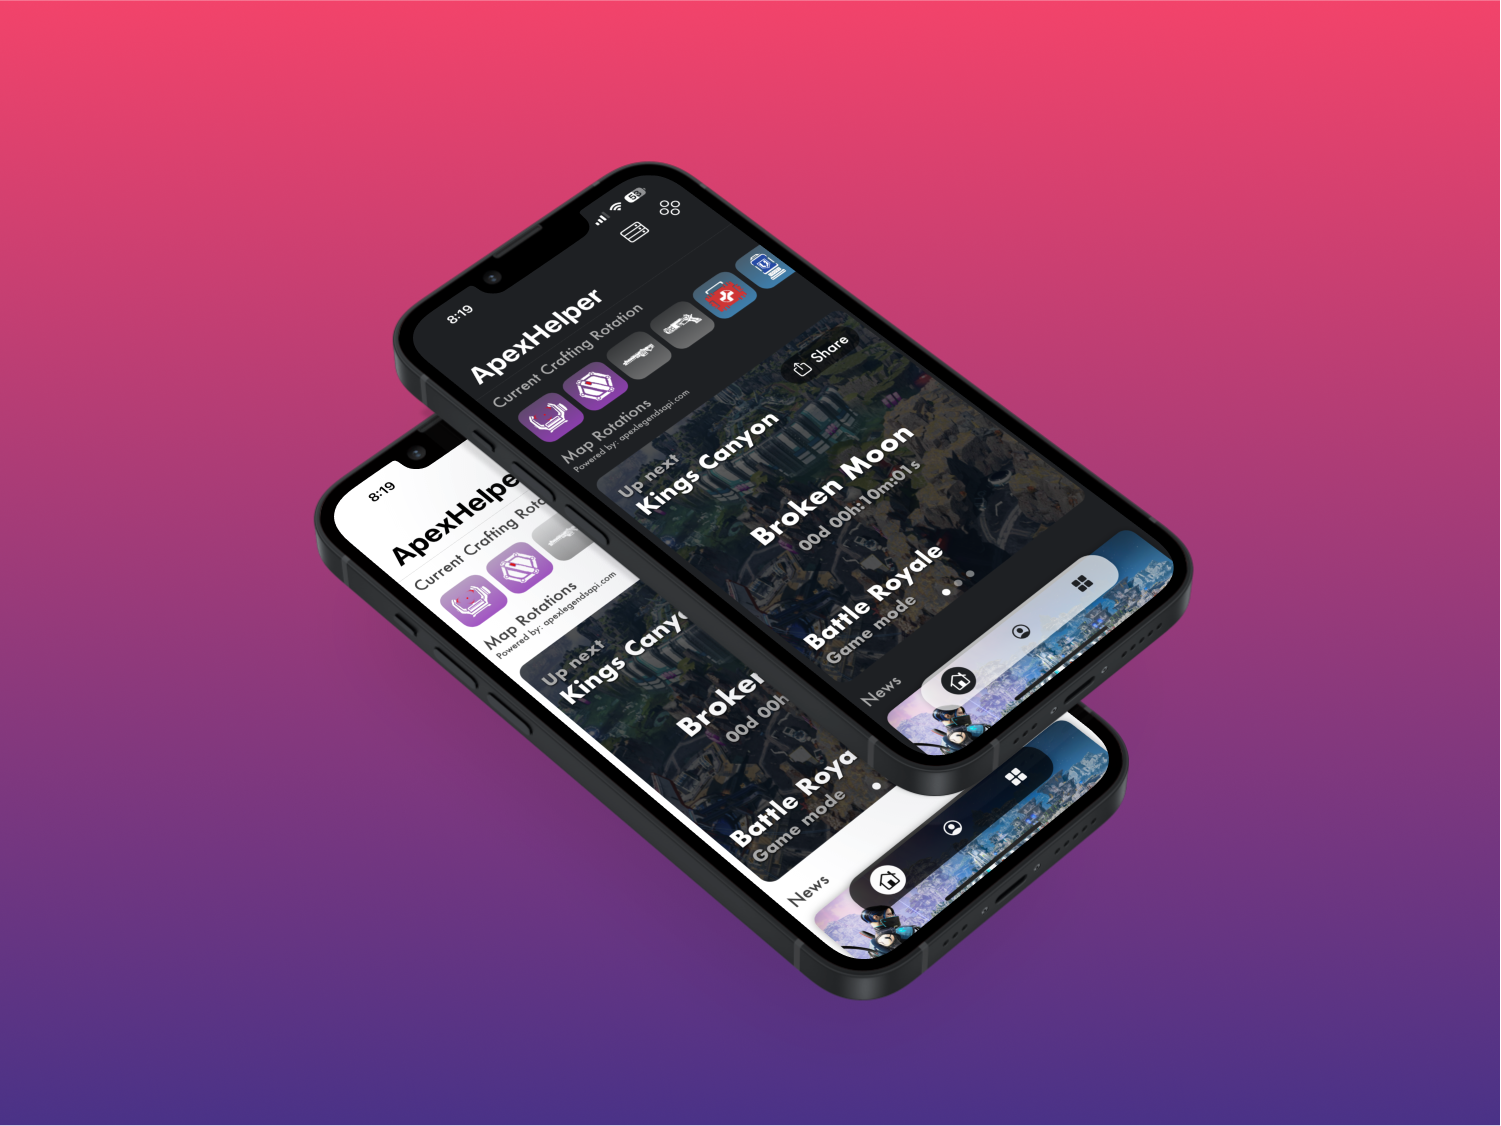 8:19
53
ApexHelper
Current Crafting Rotation
Map Rotations
Powered by: apexlegendsapi.com
Share
Up next
Kings Canyon
Broken Moon
00d 00h:10m:01s
Battle Royale
Game mode
News
8:19
ApexHelpe
Current Crafting Rota
Map Rotations
Powered by: apexlegendsapi.com
Up next
Kings Cany
Broken
00d 00h
Battle Roya
Game mode
News